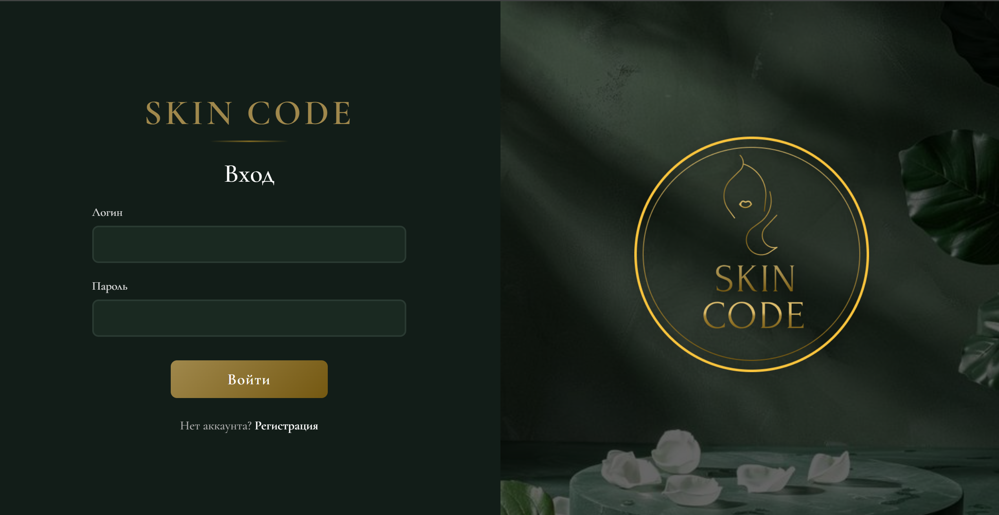 SKIN CODE
Вход
Логин
Пароль
Войти
Нет аккаунта? Регистрация
SKIN
CODE